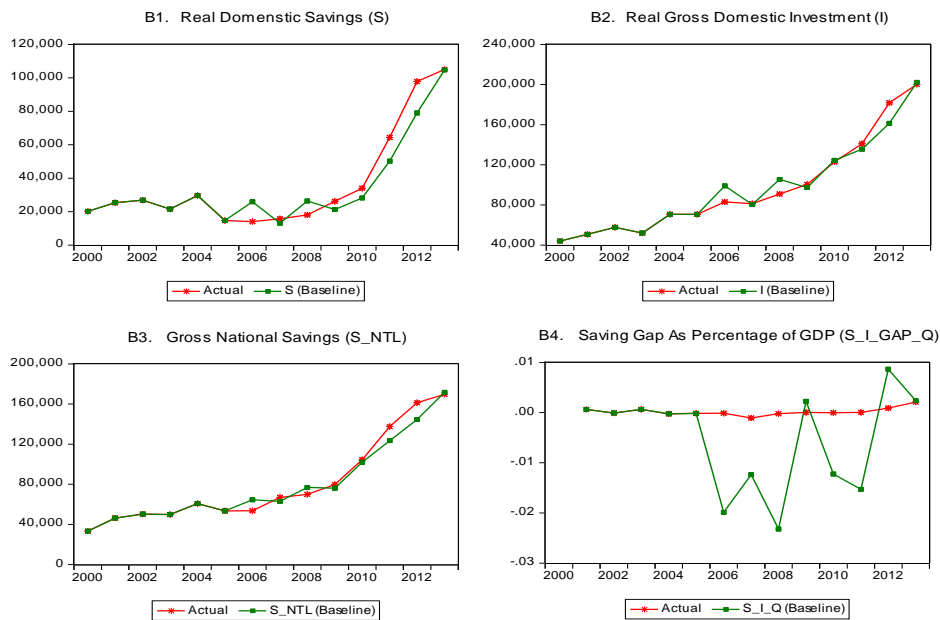 B1. Real Domenstic Savings (S)
120,000
100,000
80,000
60,000
40,000
20,000
0
2000 2002 2004 2006 2008 2010 2012
Actual S (Baseline)
B2. Real Gross Domestic Investment (I)
240,000
200,000
160,000
120,000
80,000
40,000
2000 2002 2004 2006 2008 2010 2012
Actual I (Baseline)
B3. Gross National Savings (S_NTL)
200,000
160,000
120,000
80,000
40,000
0
2000 2002 2004 2006 2008 2010 2012
Actual S_NTL (Baseline)
B4. Saving Gap As Percentage of GDP (S_I_GAP_Q)
.01
.00
-.01
-.02
-.03
2000 2002 2004 2006 2008 2010 2012
Actual S_I_Q (Baseline)